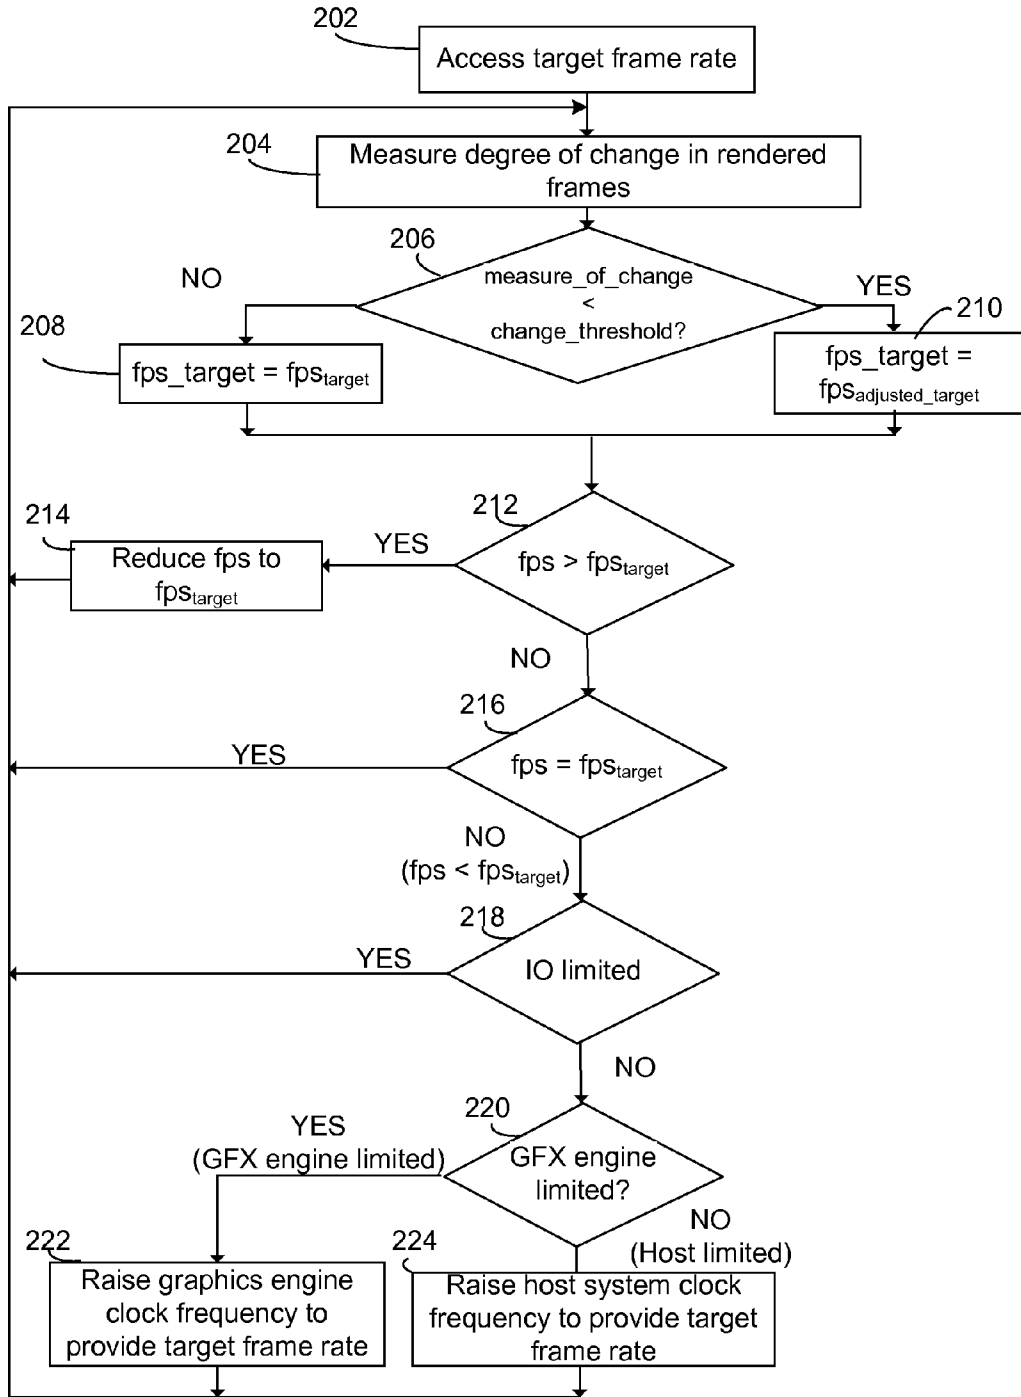 202
Access target frame rate
204
Measure degree of change in rendered
frames
206
measure_of_change
<
change_threshold?
NO
YES
208
fps_target = fpstarget
210
fps_target =
fpsadjusted_target
212
fps > fpstarget
YES
214
Reduce fps to
fpstarget
NO
216
fps = fpstarget
YES
NO
(fps < fpstarget)
218
IO limited
YES
NO
220
GFX engine
limited?
YES
(GFX engine limited)
NO
(Host limited)
222
Raise graphics engine
clock frequency to
provide target frame rate
224
Raise host system clock
frequency to provide target
frame rate